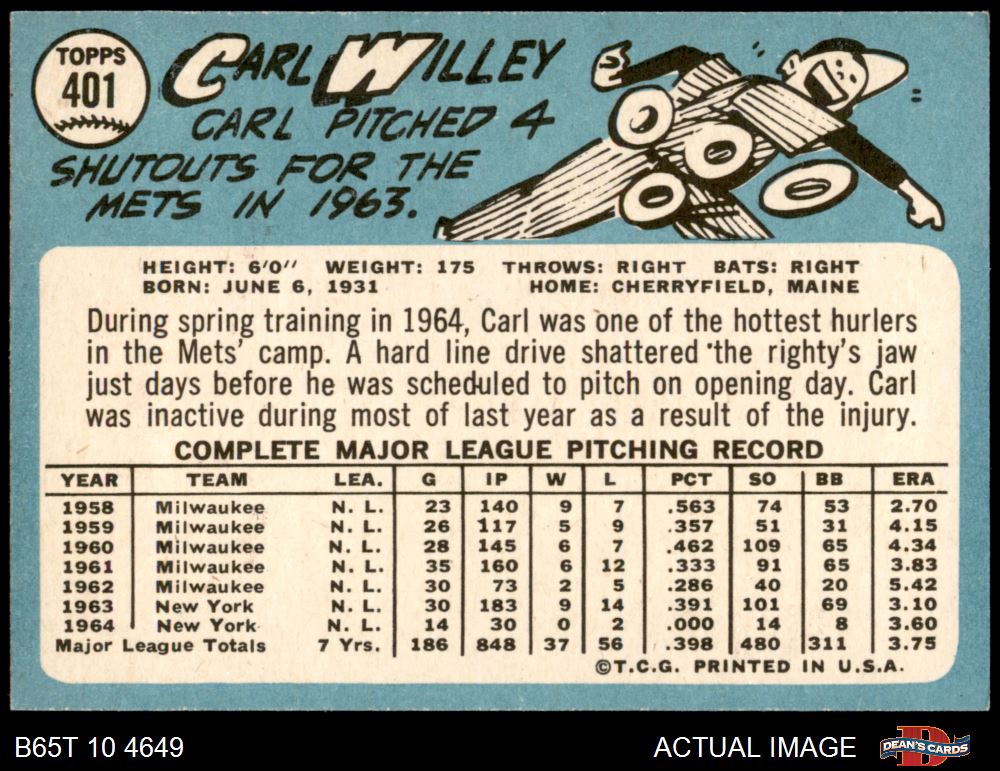 TOPPS
401
CARL WILLEY
CARL PITCHED 4
SHUTOUTS FOR THE
METS IN 1963.
HEIGHT: 6'0" WEIGHT: 175 THROWS: RIGHT BATS: RIGHT
BORN: JUNE 6, 1931 HOME: CHERRYFIELD, MAINE
During spring training in 1964, Carl was one of the hottest hurlers
in the Mets' camp. A hard line drive shattered the righty's jaw
just days before he was scheduled to pitch on opening day. Carl
was inactive during most of last year as a result of the injury.
COMPLETE MAJOR LEAGUE PITCHING RECORD
YEAR TEAM LEA. G IP W L PCT SO BB ERA
1958 Milwaukee N. L. 23 140 9 7 .563 74 53 2.70
1959 Milwaukee N. L. 26 117 5 9 .357 51 31 4.15
1960 Milwaukee N. L. 28 145 6 7 .462 109 65 4.34
1961 Milwaukee N. L. 35 160 6 12 .333 91 65 3.83
1962 Milwaukee N. L. 30 73 2 5 .286 40 20 5.42
1963 New York N. L. 30 183 9 14 .391 101 69 3.10
1964 New York N. L. 14 30 0 2 .000 14 8 3.60
Major League Totals 7 Yrs. 186 848 37 56 .398 480 311 3.75
©T.C.G. PRINTED IN U.S.A.
B65T 10 4649 ACTUAL IMAGE DEAN'S CARDS